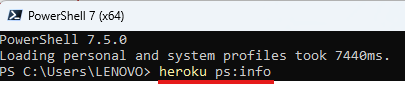 PowerShell 7 (x64)
PowerShell 7.5.0
Loading personal and system profiles took 7440ms.
PS C:\Users\LENOVO> heroku ps:info